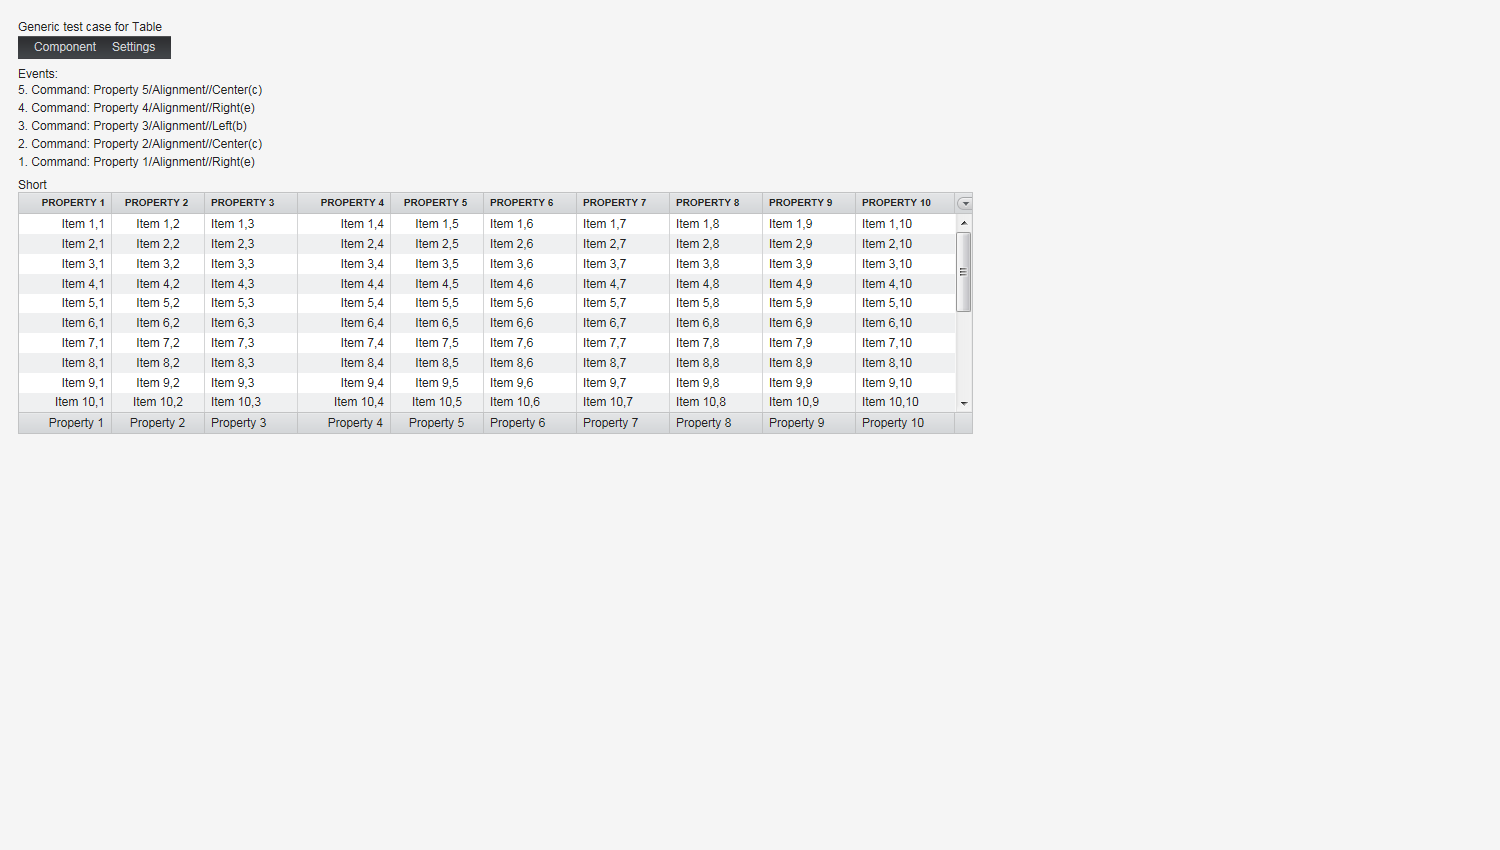 Generic test case for Table
Component Settings
Events:
5. Command: Property 5/Alignment//Center(c)
4. Command: Property 4/Alignment//Right(e)
3. Command: Property 3/Alignment//Left(b)
2. Command: Property 2/Alignment//Center(c)
1. Command: Property 1/Alignment//Right(e)
Short
PROPERTY 1 PROPERTY 2 PROPERTY 3 PROPERTY 4 PROPERTY 5 PROPERTY 6 PROPERTY 7 PROPERTY 8 PROPERTY 9 PROPERTY 10
Item 1,1 Item 1,2 Item 1,3 Item 1,4 Item 1,5 Item 1,6 Item 1,7 Item 1,8 Item 1,9 Item 1,10
Item 2,1 Item 2,2 Item 2,3 Item 2,4 Item 2,5 Item 2,6 Item 2,7 Item 2,8 Item 2,9 Item 2,10
Item 3,1 Item 3,2 Item 3,3 Item 3,4 Item 3,5 Item 3,6 Item 3,7 Item 3,8 Item 3,9 Item 3,10
Item 4,1 Item 4,2 Item 4,3 Item 4,4 Item 4,5 Item 4,6 Item 4,7 Item 4,8 Item 4,9 Item 4,10
Item 5,1 Item 5,2 Item 5,3 Item 5,4 Item 5,5 Item 5,6 Item 5,7 Item 5,8 Item 5,9 Item 5,10
Item 6,1 Item 6,2 Item 6,3 Item 6,4 Item 6,5 Item 6,6 Item 6,7 Item 6,8 Item 6,9 Item 6,10
Item 7,1 Item 7,2 Item 7,3 Item 7,4 Item 7,5 Item 7,6 Item 7,7 Item 7,8 Item 7,9 Item 7,10
Item 8,1 Item 8,2 Item 8,3 Item 8,4 Item 8,5 Item 8,6 Item 8,7 Item 8,8 Item 8,9 Item 8,10
Item 9,1 Item 9,2 Item 9,3 Item 9,4 Item 9,5 Item 9,6 Item 9,7 Item 9,8 Item 9,9 Item 9,10
Item 10,1 Item 10,2 Item 10,3 Item 10,4 Item 10,5 Item 10,6 Item 10,7 Item 10,8 Item 10,9 Item 10,10
Property 1 Property 2 Property 3 Property 4 Property 5 Property 6 Property 7 Property 8 Property 9 Property 10